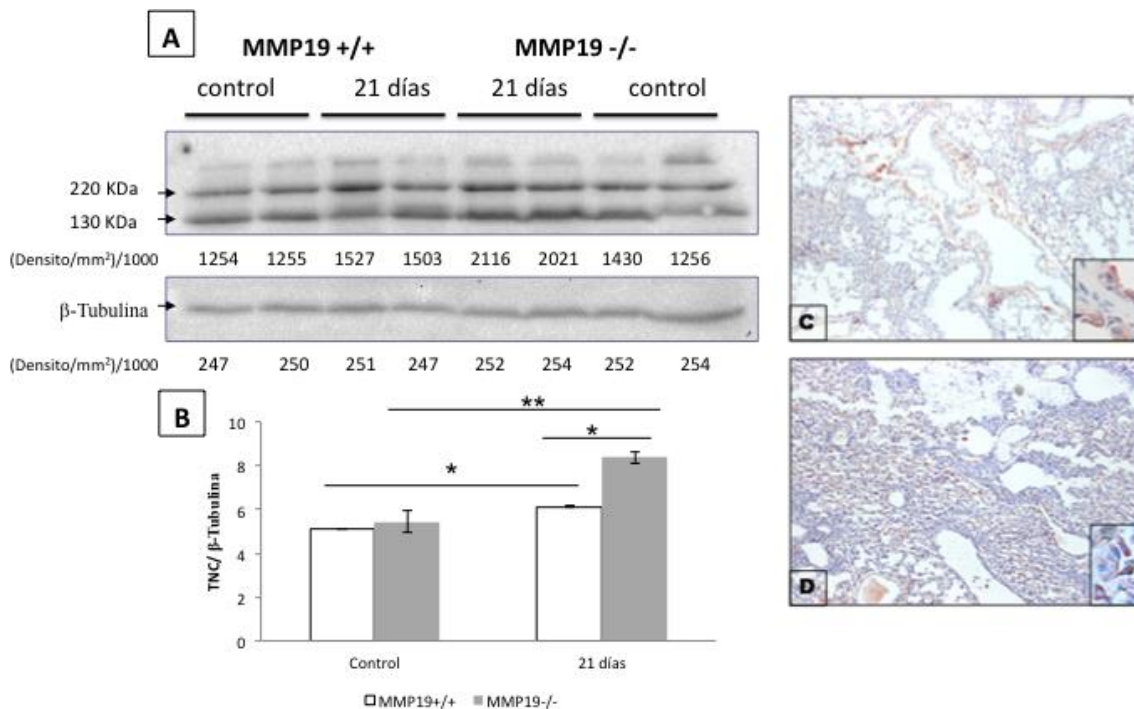 A
MMP19 +/+ MMP19 -/-
control 21 días 21 días control
220 KDa
130 KDa
(Densito/mm²)/1000 1254 1255 1527 1503 2116 2021 1430 1256
β-Tubulina
(Densito/mm²)/1000 247 250 251 247 252 254 252 254
B
**
*
*
TNC/ β-Tubulina
10
8
6
4
2
0
Control 21 días
MMP19+/+ MMP19-/-
C
D